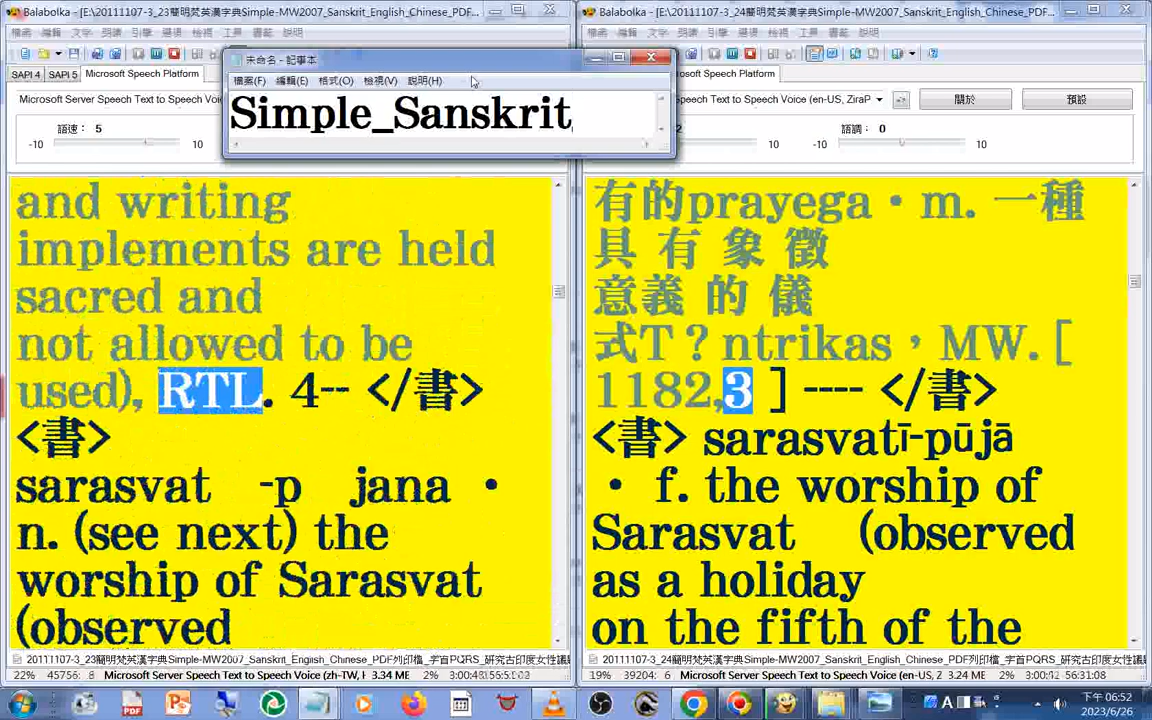 Balabolka - [E:\20111107-3_23簡明梵英漢字典Simple-MW2007_Sanskrit_English_Chinese_PDF...
Balabolka - [E:\20111107-3_24簡明梵英漢字典Simple-MW2007_Sanskrit_English_Chinese_PDF...
未命名 - 記事本
檔案(F) 編輯(E) 格式(O) 檢視(V) 說明(H)
Simple_Sanskrit,
SAPI 4 SAPI 5 Microsoft Speech Platform
Speech Platform
Microsoft Server Speech Text to Speech Voice
Speech Text to Speech Voice (en-US, ZiraP
關於
預設
語速： 5
-10 10
2
10
語調： 0
-10 10
and writing
implements are held
sacred and
not allowed to be
used), RTL. 4-- </書>
<書>
sarasvat -p jana •
n. (see next) the
worship of Sarasvat
(observed
有的prayega • m. 一種
具 有 象 徵
意義 的 儀
式T？ntrikas，MW. [
1182,3 ] ---- </書>
<書> sarasvatī-pūjā
• f. the worship of
Sarasvat (observed
as a holiday
on the fifth of the
20111107-3_23簡明梵英漢字典Simple-MW2007_Sanskrit_English_Chinese_PDF列印檔_字首PQRS_研究古印度女性議
20111107-3_24簡明梵英漢字典Simple-MW2007_Sanskrit_English_Chinese_PDF列印檔_字首PQRS_研究古印度女性議
22% 45756: 8 Microsoft Server Speech Text to Speech Voice (zh-TW, H 3.34 ME 2%
19% 39204: 6 Microsoft Server Speech Text to Speech Voice (en-US, Z 3.24 ME 2%
下午 06:52
2023/6/26